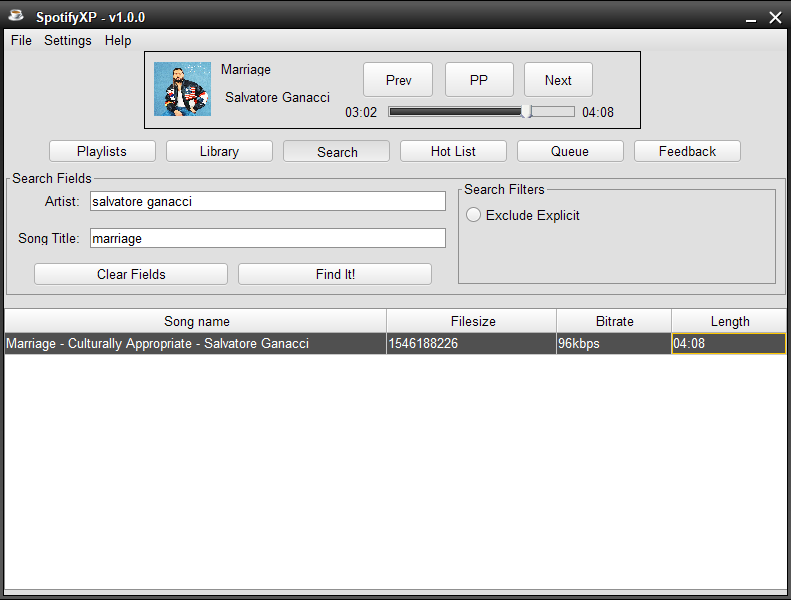 SpotifyXP - v1.0.0
File Settings Help
Marriage
Salvatore Ganacci
Prev PP Next
03:02 04:08
Playlists Library Search Hot List Queue Feedback
Search Fields
Artist: salvatore ganacci
Song Title: marriage
Clear Fields Find It!
Search Filters
Exclude Explicit
Song name Filesize Bitrate Length
Marriage - Culturally Appropriate - Salvatore Ganacci 1546188226 96kbps 04:08